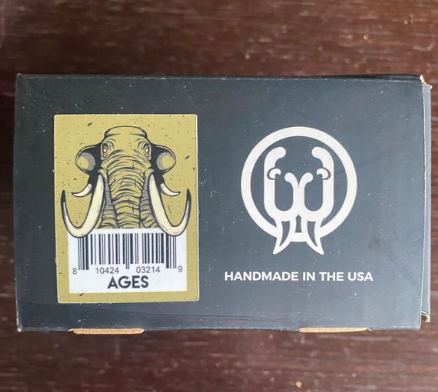 8 10424 03214 9
AGES
HANDMADE IN THE USA